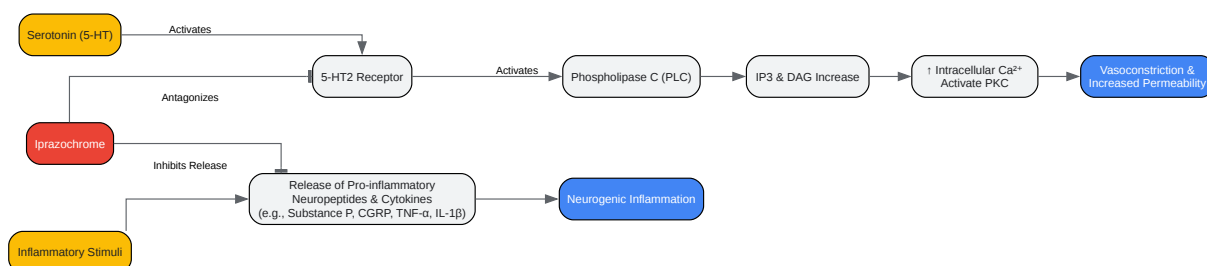 Serotonin (5-HT)
Activates
5-HT2 Receptor
Activates
Phospholipase C (PLC)
IP3 & DAG Increase
↑ Intracellular Ca²⁺
Activate PKC
Vasoconstriction &
Increased Permeability
Antagonizes
Iprazochrome
Inhibits Release
Release of Pro-inflammatory
Neuropeptides & Cytokines
(e.g., Substance P, CGRP, TNF-α, IL-1β)
Neurogenic Inflammation
Inflammatory Stimuli